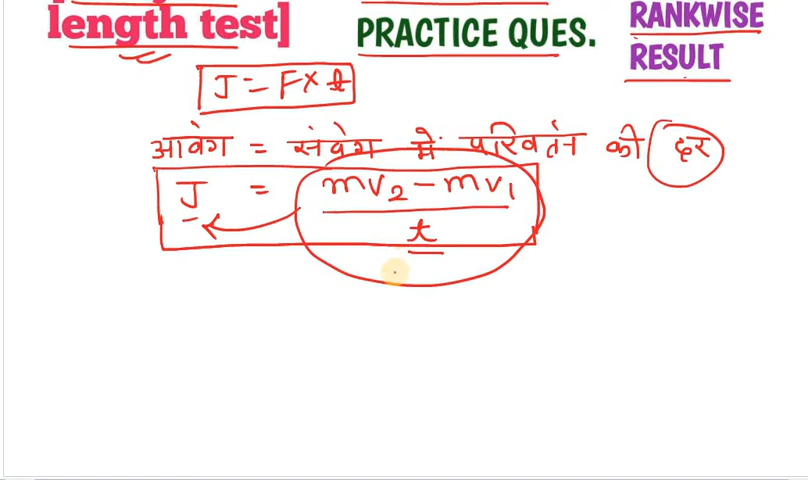 length test]
PRACTICE QUES.
RANKWISE
RESULT
J = F × t
आवेग = संवेग में परिवर्तन की दर
J = mv₂ - mv₁
t